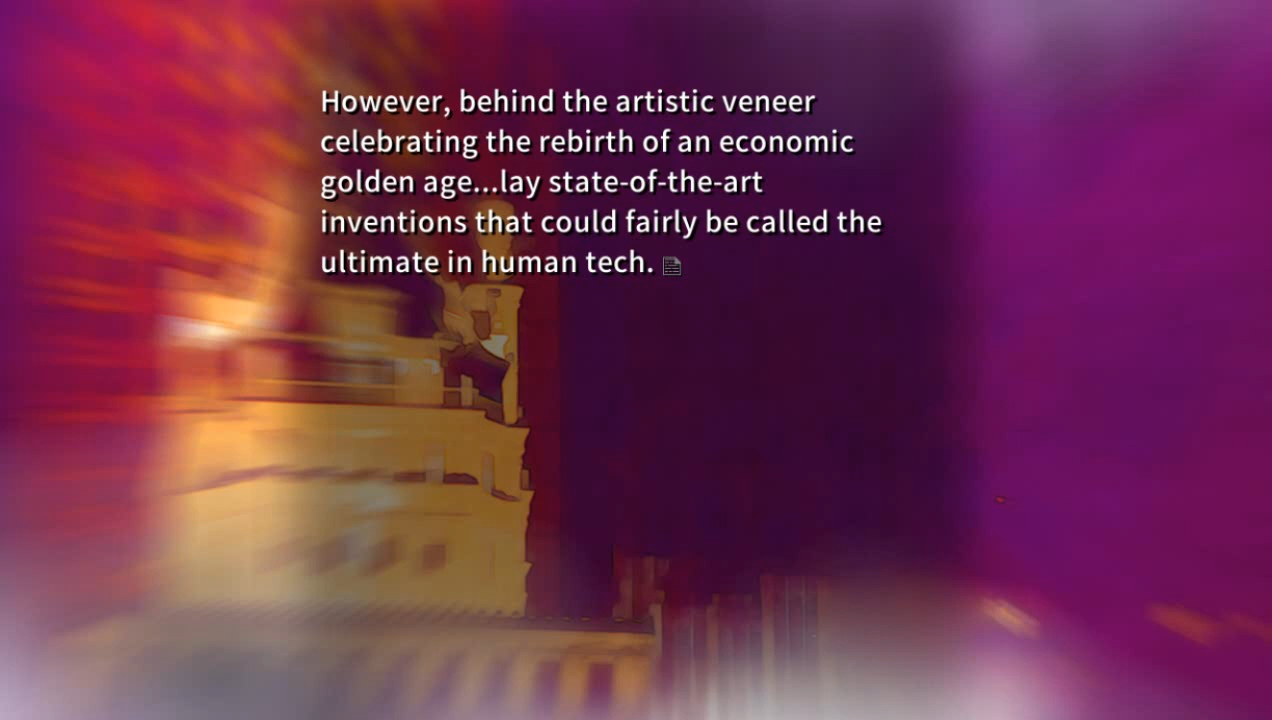 However, behind the artistic veneer
celebrating the rebirth of an economic
golden age...lay state-of-the-art
inventions that could fairly be called the
ultimate in human tech.